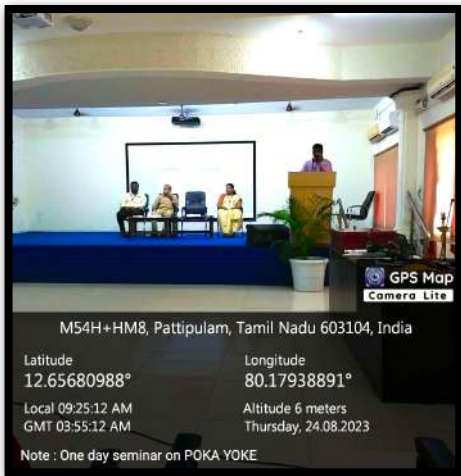 GPS Map
Camera Lite
M54H+HM8, Pattipulam, Tamil Nadu 603104, India
Latitude
12.65680988°
Longitude
80.17938891°
Local 09:25:12 AM
GMT 03:55:12 AM
Altitude 6 meters
Thursday, 24.08.2023
Note : One day seminar on POKA YOKE